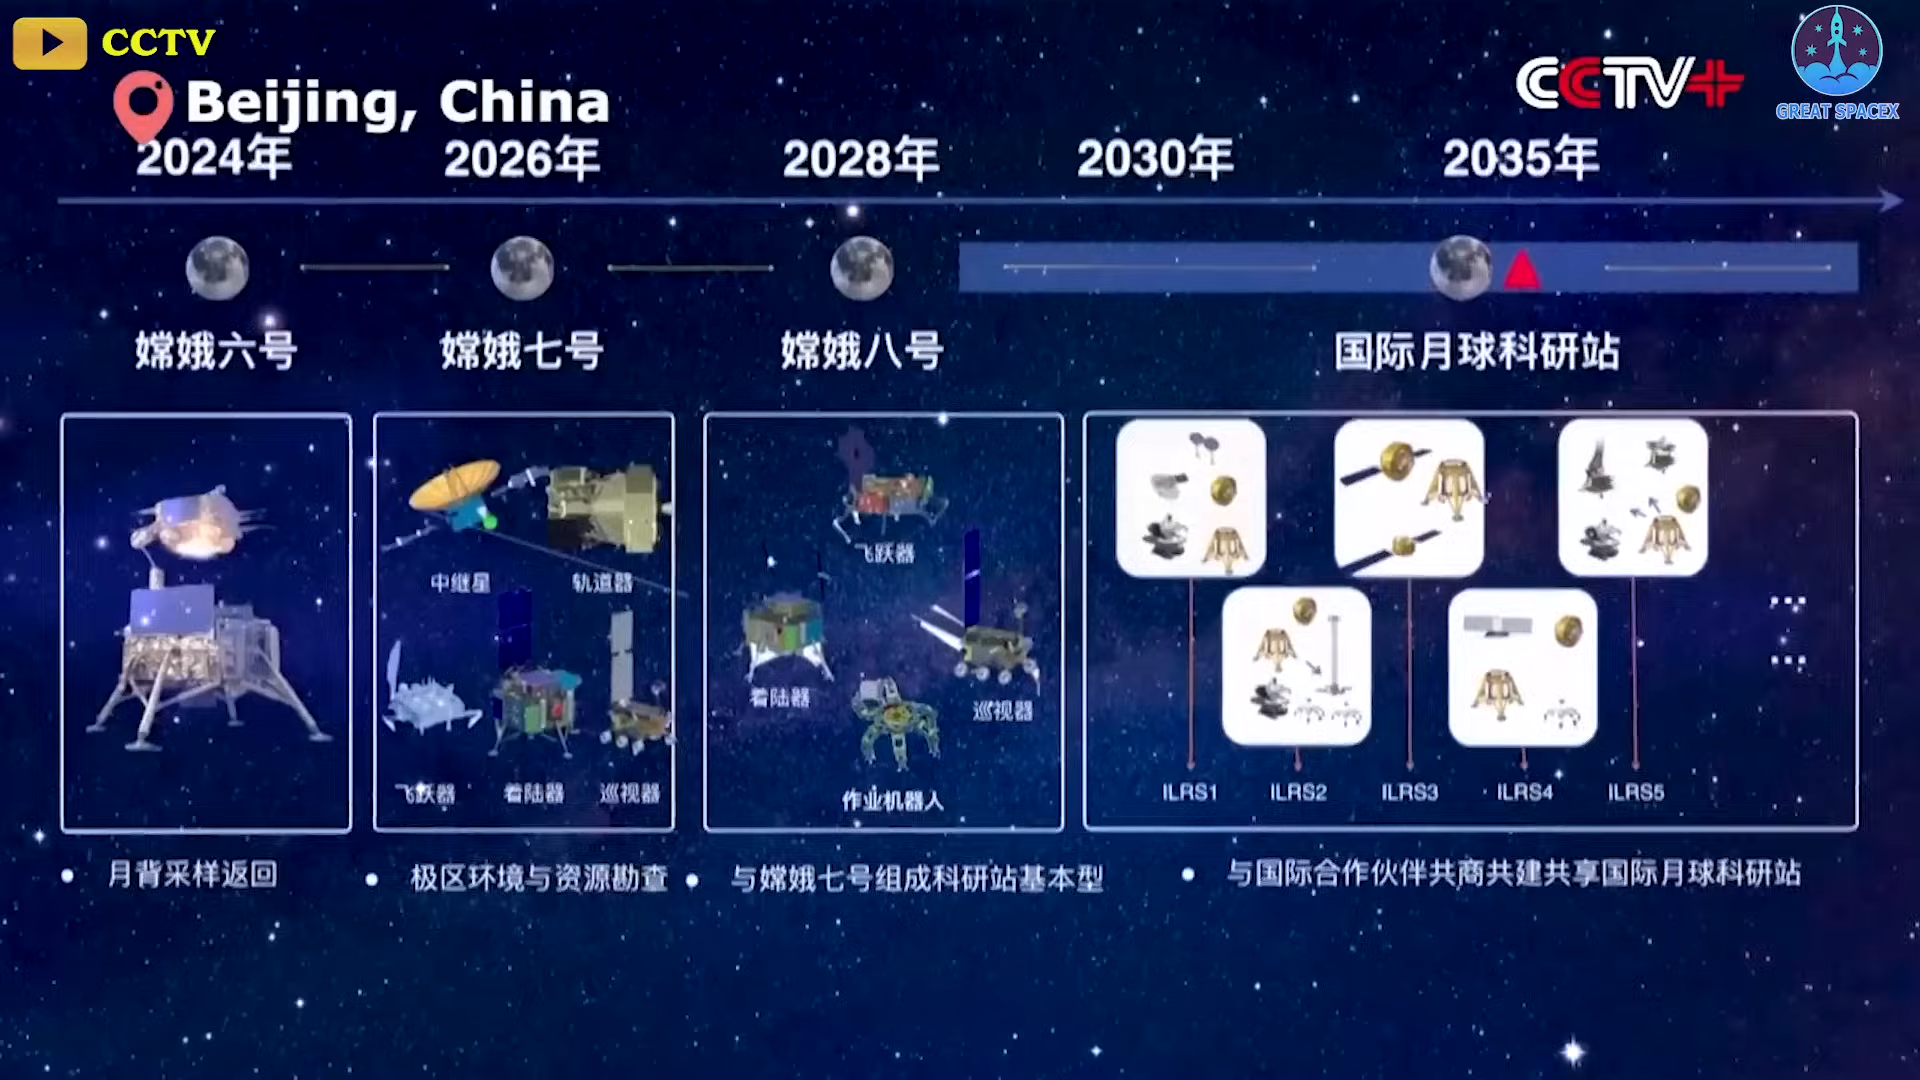 CCTV
Beijing, China
CCTV+
GREAT SPACEX
2024年
2026年
2028年
2030年
2035年
嫦娥六号
嫦娥七号
嫦娥八号
国际月球科研站
中继星
轨道器
飞跃器
着陆器
巡视器
飞跃器
着陆器
巡视器
作业机器人
ILRS1
ILRS2
ILRS3
ILRS4
ILRS5
月背采样返回
极区环境与资源勘查
与嫦娥七号组成科研站基本型
与国际合作伙伴共商共建共享国际月球科研站